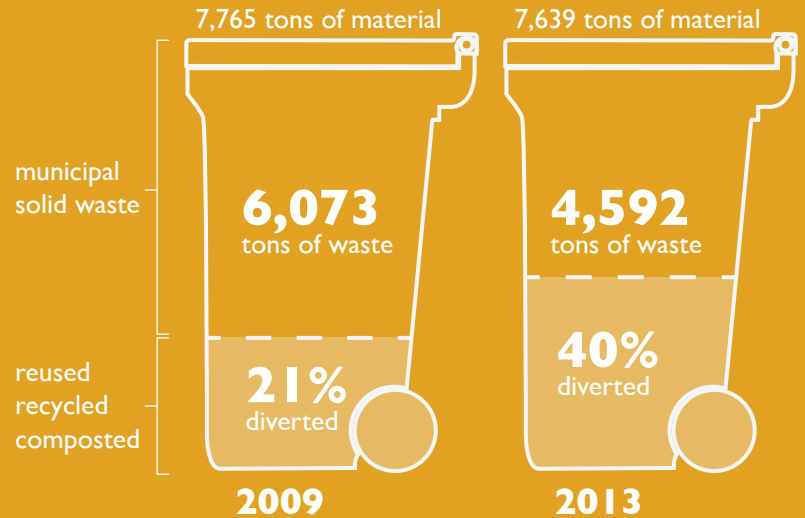 7,765 tons of material
7,639 tons of material
municipal
solid waste
6,073
tons of waste
4,592
tons of waste
reused
recycled
composted
21%
diverted
40%
diverted
2009
2013